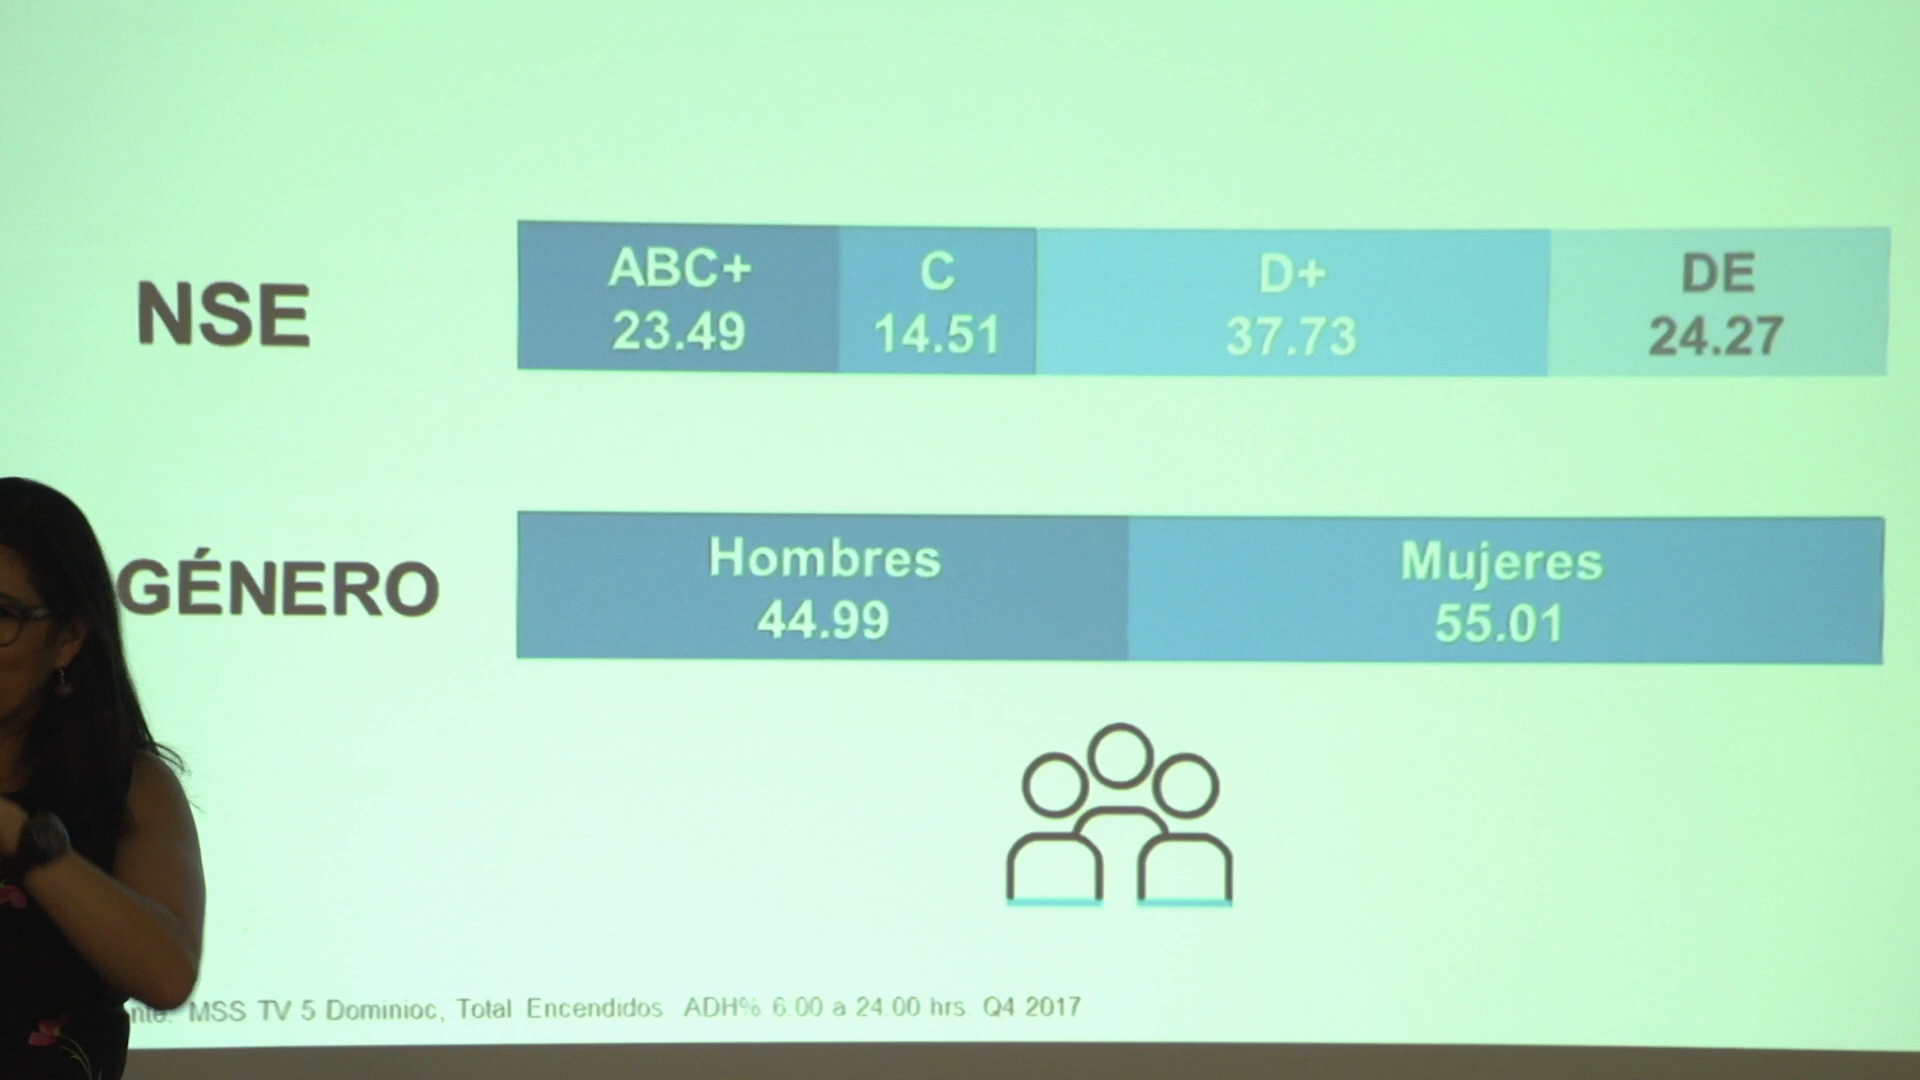 NSE
ABC+
23.49
C
14.51
D+
37.73
DE
24.27
GÉNERO
Hombres
44.99
Mujeres
55.01
MSS TV 5 Dominioc, Total Encendidos ADH% 6:00 a 24:00 hrs Q4 2017